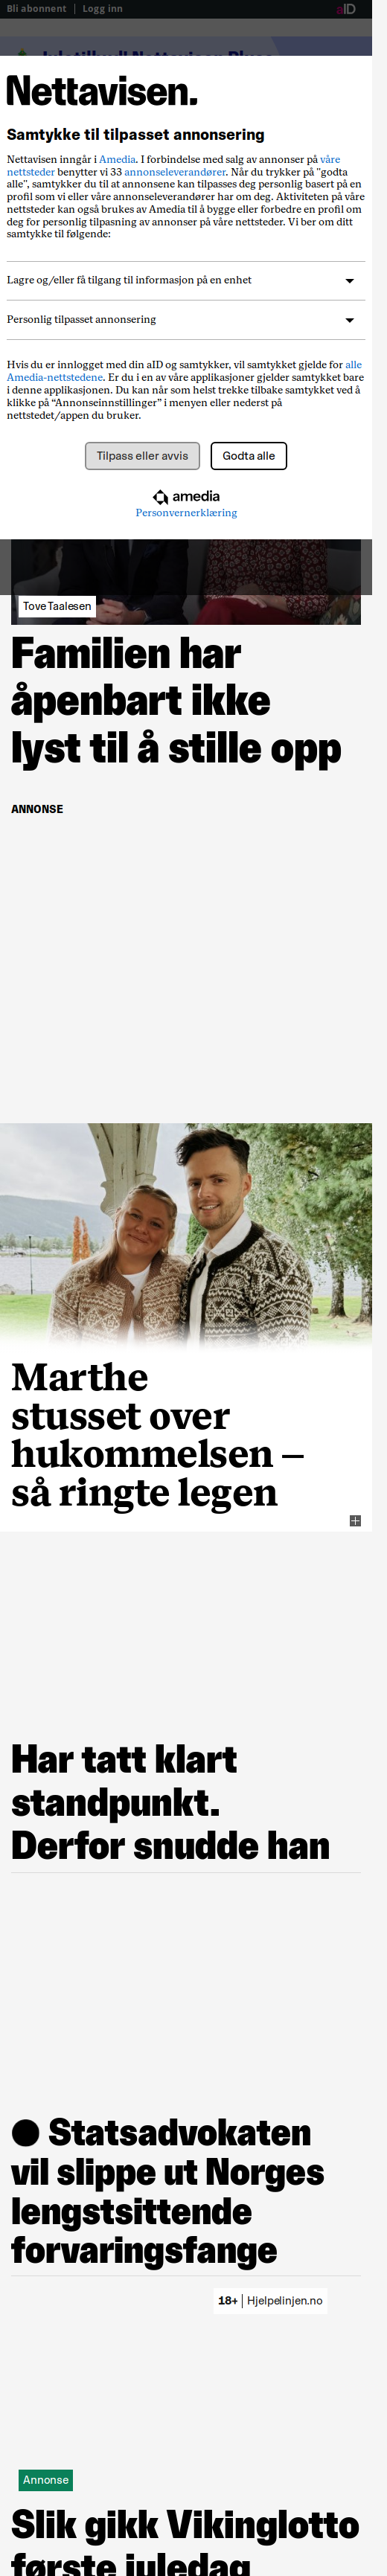 Bli abonnent | Logg inn
aID
Nettavisen.
Samtykke til tilpasset annonsering
Nettavisen inngår i Amedia. I forbindelse med salg av annonser på våre
nettsteder benytter vi 33 annonseleverandører. Når du trykker på "godta
alle", samtykker du til at annonsene kan tilpasses deg personlig basert på en
profil som vi eller våre annonseleverandører har om deg. Aktiviteten på våre
nettsteder kan også brukes av Amedia til å bygge eller forbedre en profil om
deg for personlig tilpasning av annonser på våre nettsteder. Vi ber om ditt
samtykke til følgende:
Lagre og/eller få tilgang til informasjon på en enhet
Personlig tilpasset annonsering
Hvis du er innlogget med din aID og samtykker, vil samtykket gjelde for alle
Amedia-nettstedene. Er du i en av våre applikasjoner gjelder samtykket bare
i denne applikasjonen. Du kan når som helst trekke tilbake samtykket ved å
klikke på “Annonseinnstillinger” i menyen eller nederst på
nettstedet/appen du bruker.
Tilpass eller avvis
Godta alle
amedia
Personvernerklæring
Tove Taalesen
Familien har
åpenbart ikke
lyst til å stille opp
ANNONSE
Marthe
stusset over
hukommelsen –
så ringte legen
Har tatt klart
standpunkt.
Derfor snudde han
Statsadvokaten
vil slippe ut Norges
lengstsittende
forvaringsfange
18+ | Hjelpelinjen.no
Annonse
Slik gikk Vikinglotto
første juledag